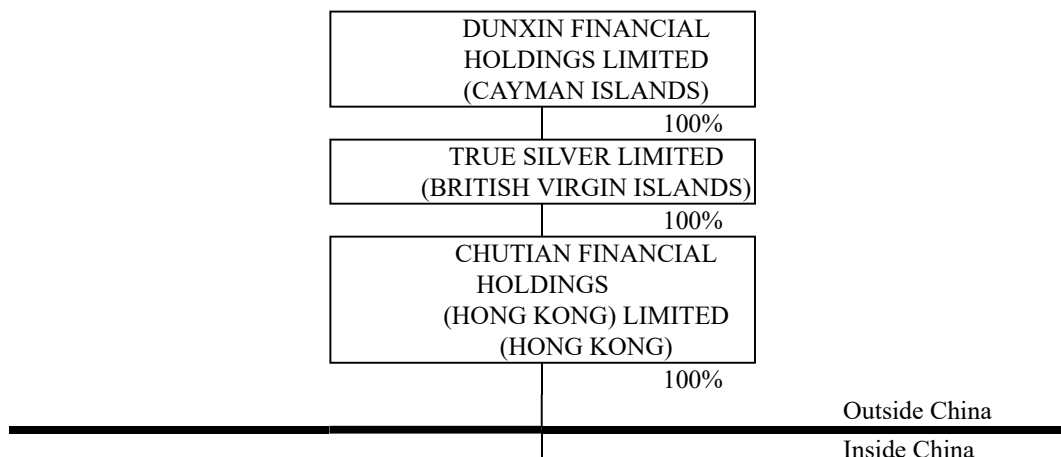 DUNXIN FINANCIAL
HOLDINGS LIMITED
(CAYMAN ISLANDS)
100%
TRUE SILVER LIMITED
(BRITISH VIRGIN ISLANDS)
100%
CHUTIAN FINANCIAL
HOLDINGS
(HONG KONG) LIMITED
(HONG KONG)
100%
Outside China
Inside China